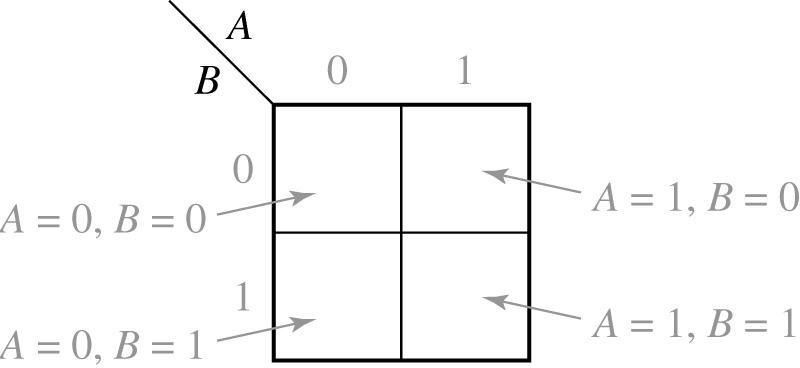 A
B
0 1
0
A = 0, B = 0
A = 1, B = 0
1
A = 0, B = 1
A = 1, B = 1